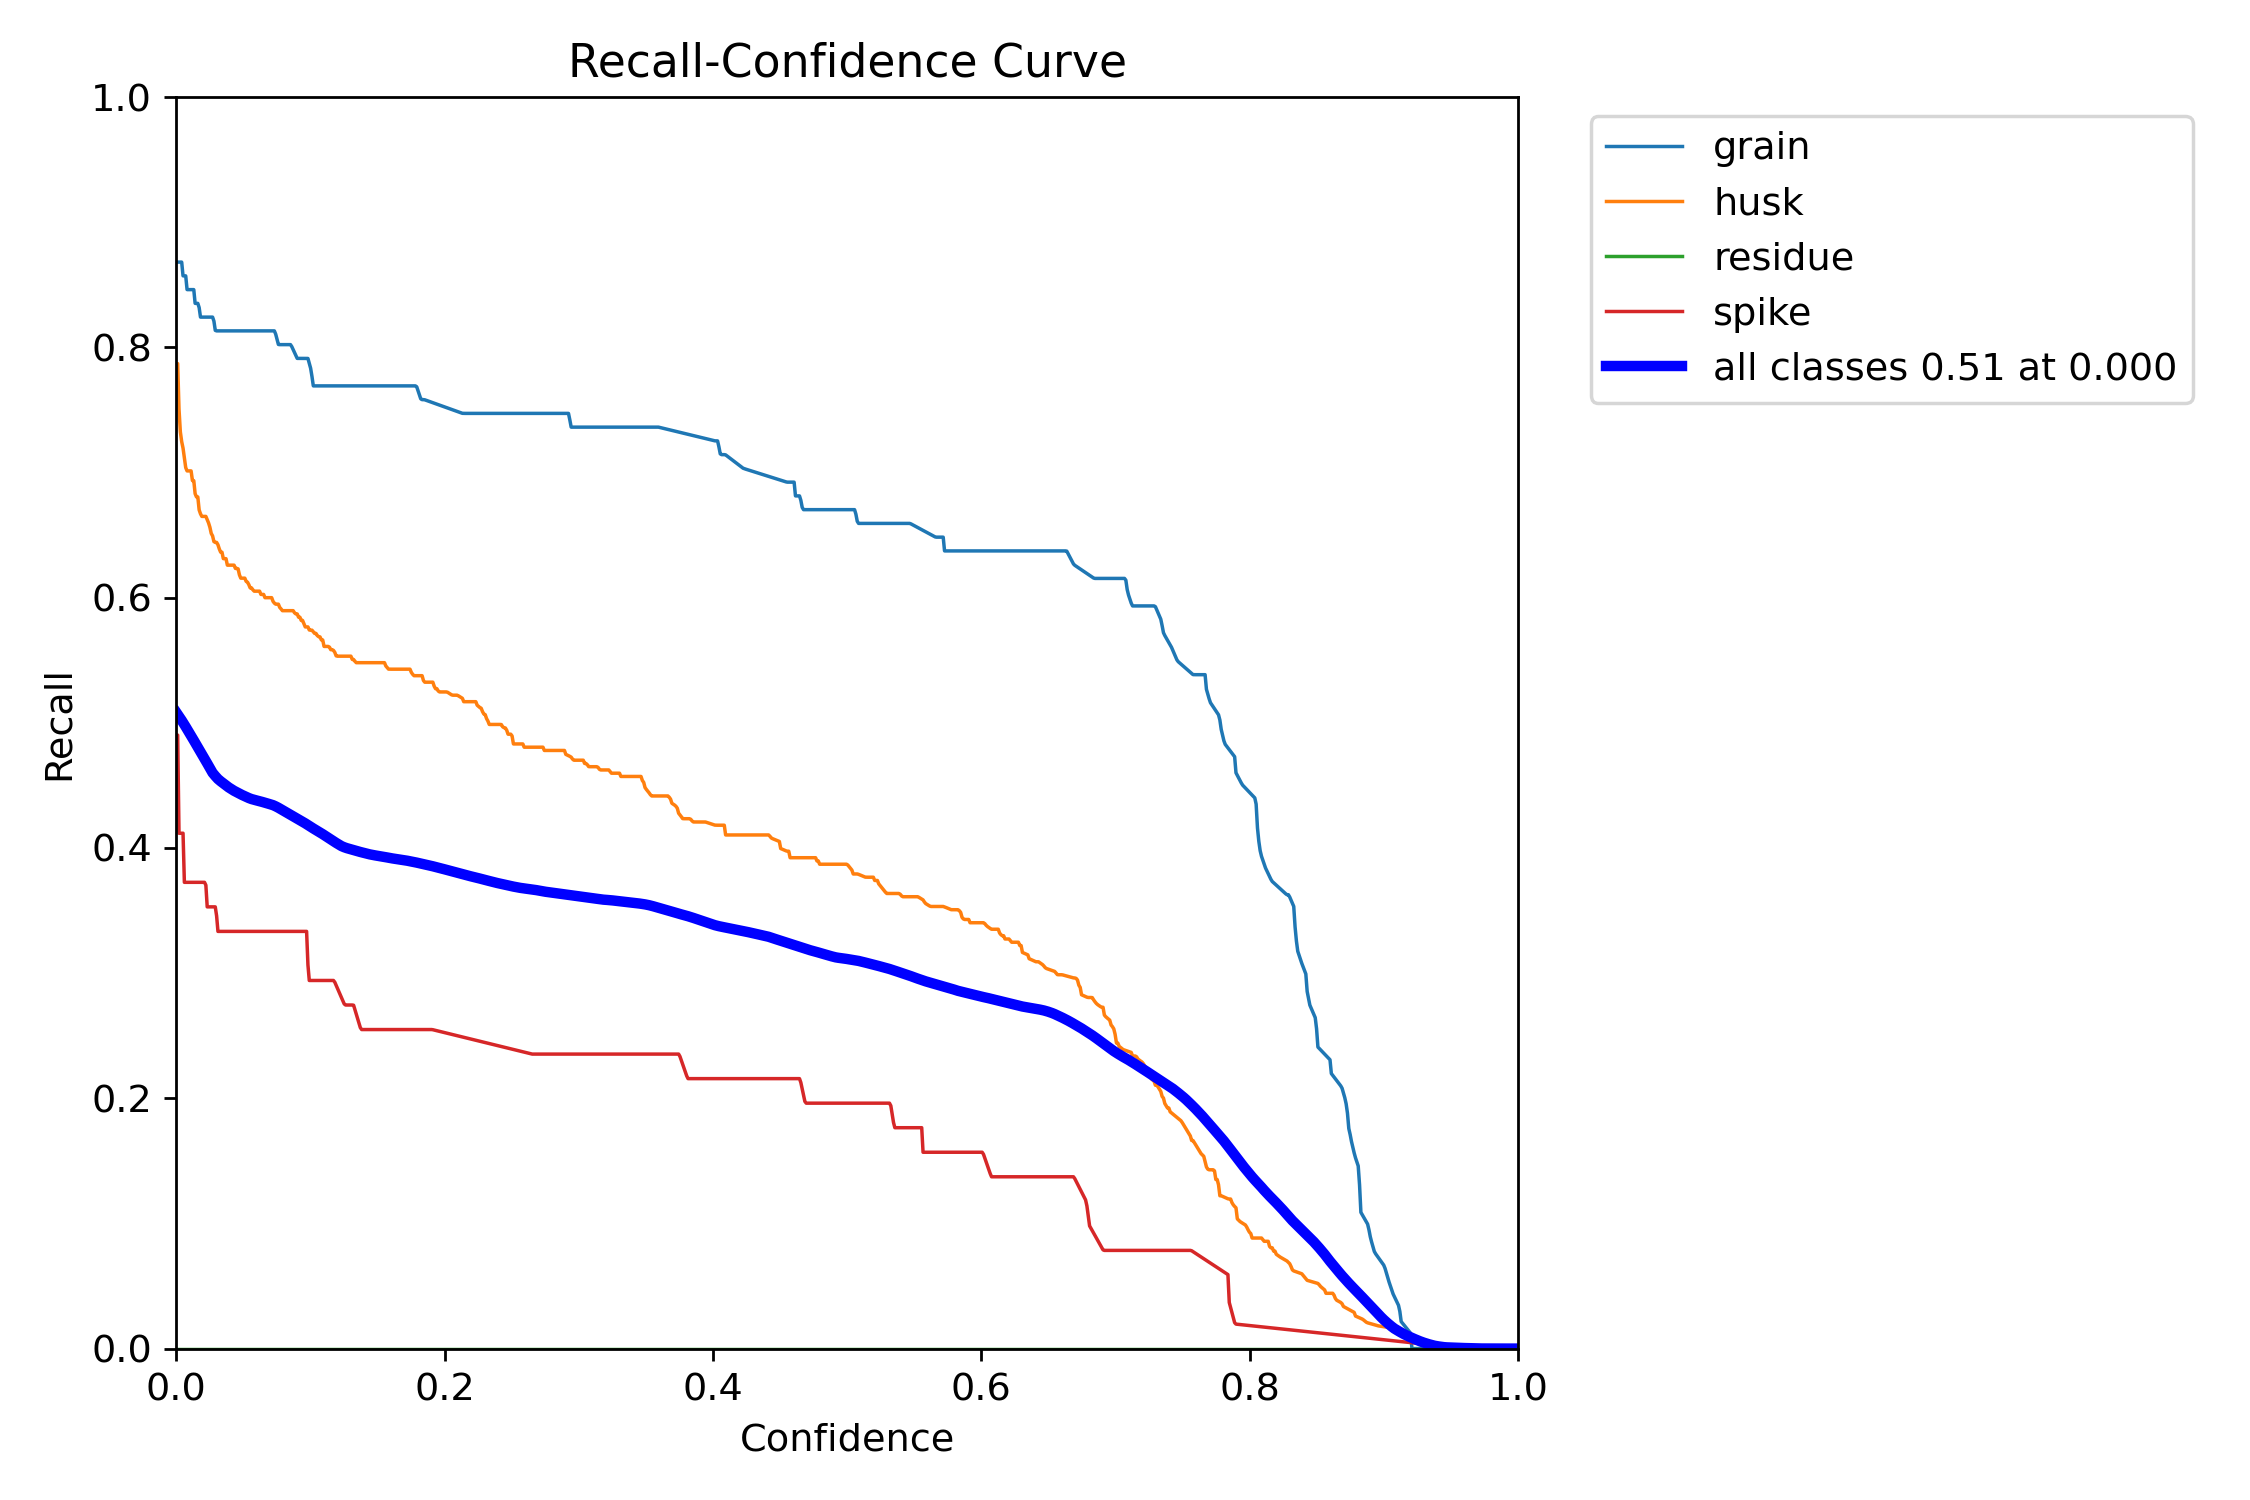 Recall-Confidence Curve
1.0
0.8
0.6
0.4
0.2
0.0
Recall
0.0 0.2 0.4 0.6 0.8 1.0
Confidence
grain
husk
residue
spike
all classes 0.51 at 0.000